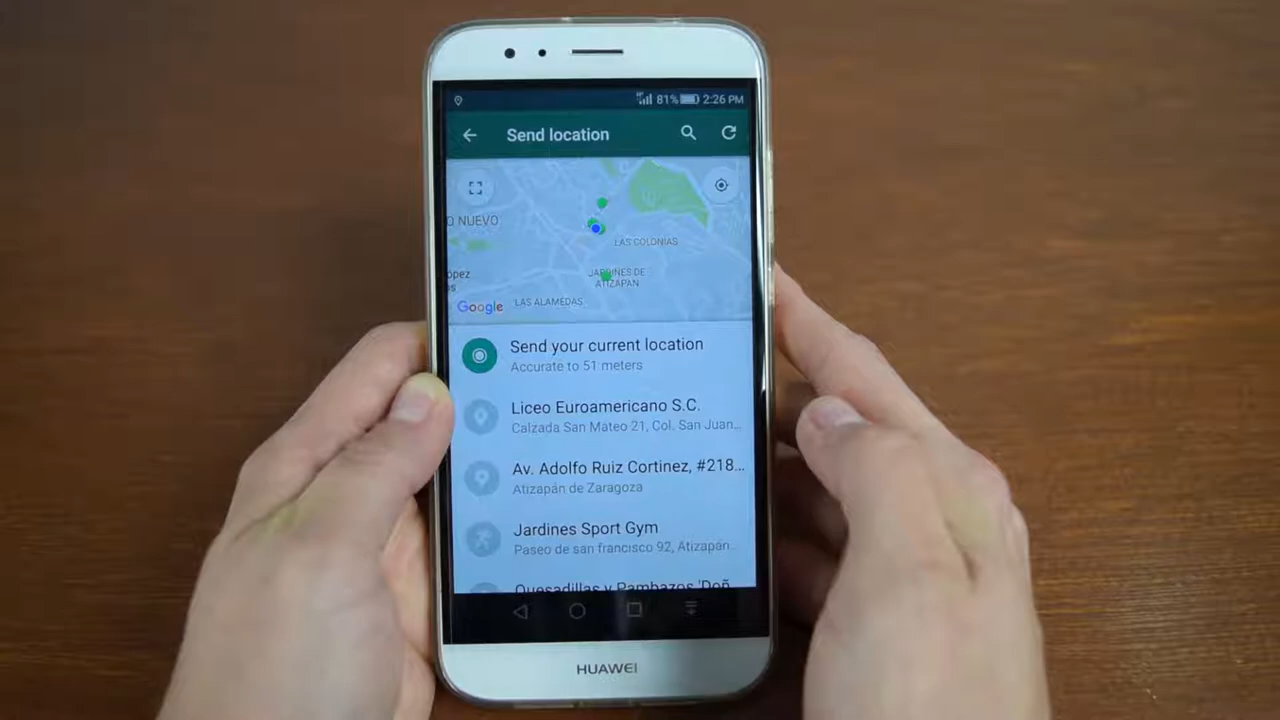 81% 2:26 PM
Send location
O NUEVO
LAS COLONIAS
ópez
os
JARDINES DE
ATIZAPAN
Google
LAS ALAMEDAS
Send your current location
Accurate to 51 meters
Liceo Euroamericano S.C.
Calzada San Mateo 21, Col. San Juan...
Av. Adolfo Ruiz Cortinez, #218...
Atizapán de Zaragoza
Jardines Sport Gym
Paseo de san francisco 92, Atizapán...
Quesadillas y Pambazos 'Doñ
HUAWEI